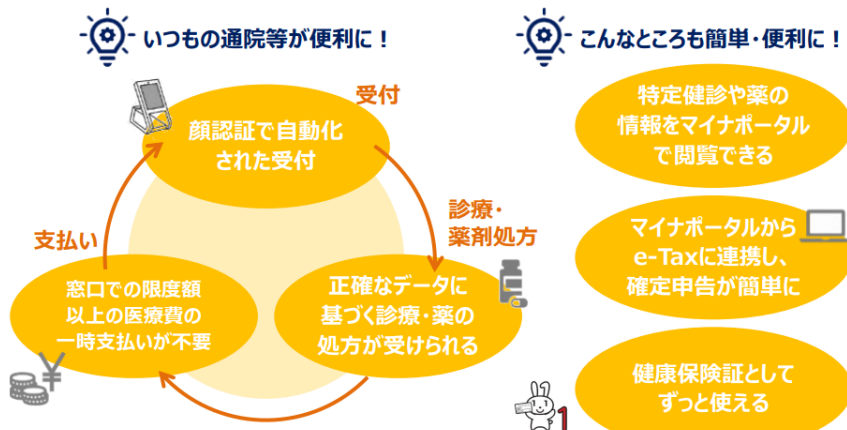 いつもの通院等が便利に！
受付
顔認証で自動化
された受付
診療・
薬剤処方
正確なデータに
基づく診療・薬の
処方が受けられる
支払い
窓口での限度額
以上の医療費の
一時支払いが不要
¥
こんなところも簡単・便利に！
特定健診や薬の
情報をマイナポータル
で閲覧できる
マイナポータルから
e-Taxに連携し、
確定申告が簡単に
健康保険証として
ずっと使える
1